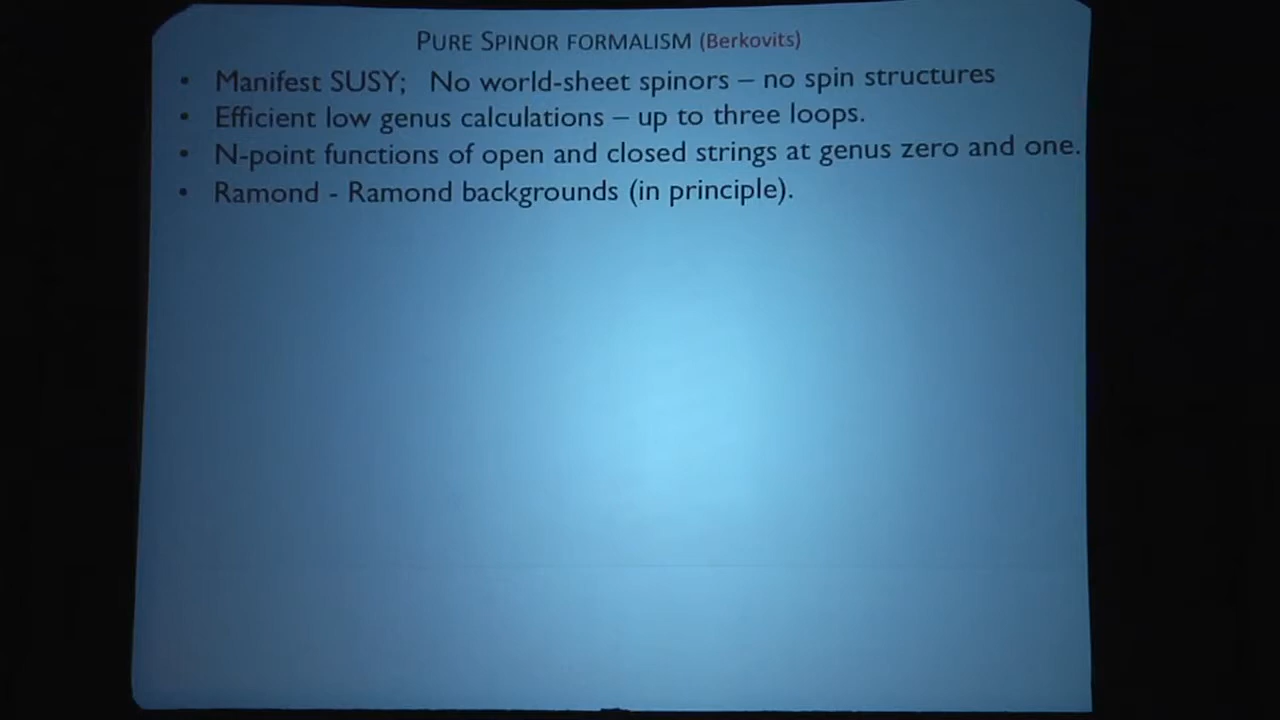 PURE SPINOR FORMALISM (Berkovits)
• Manifest SUSY; No world-sheet spinors – no spin structures
• Efficient low genus calculations – up to three loops.
• N-point functions of open and closed strings at genus zero and one.
• Ramond - Ramond backgrounds (in principle).